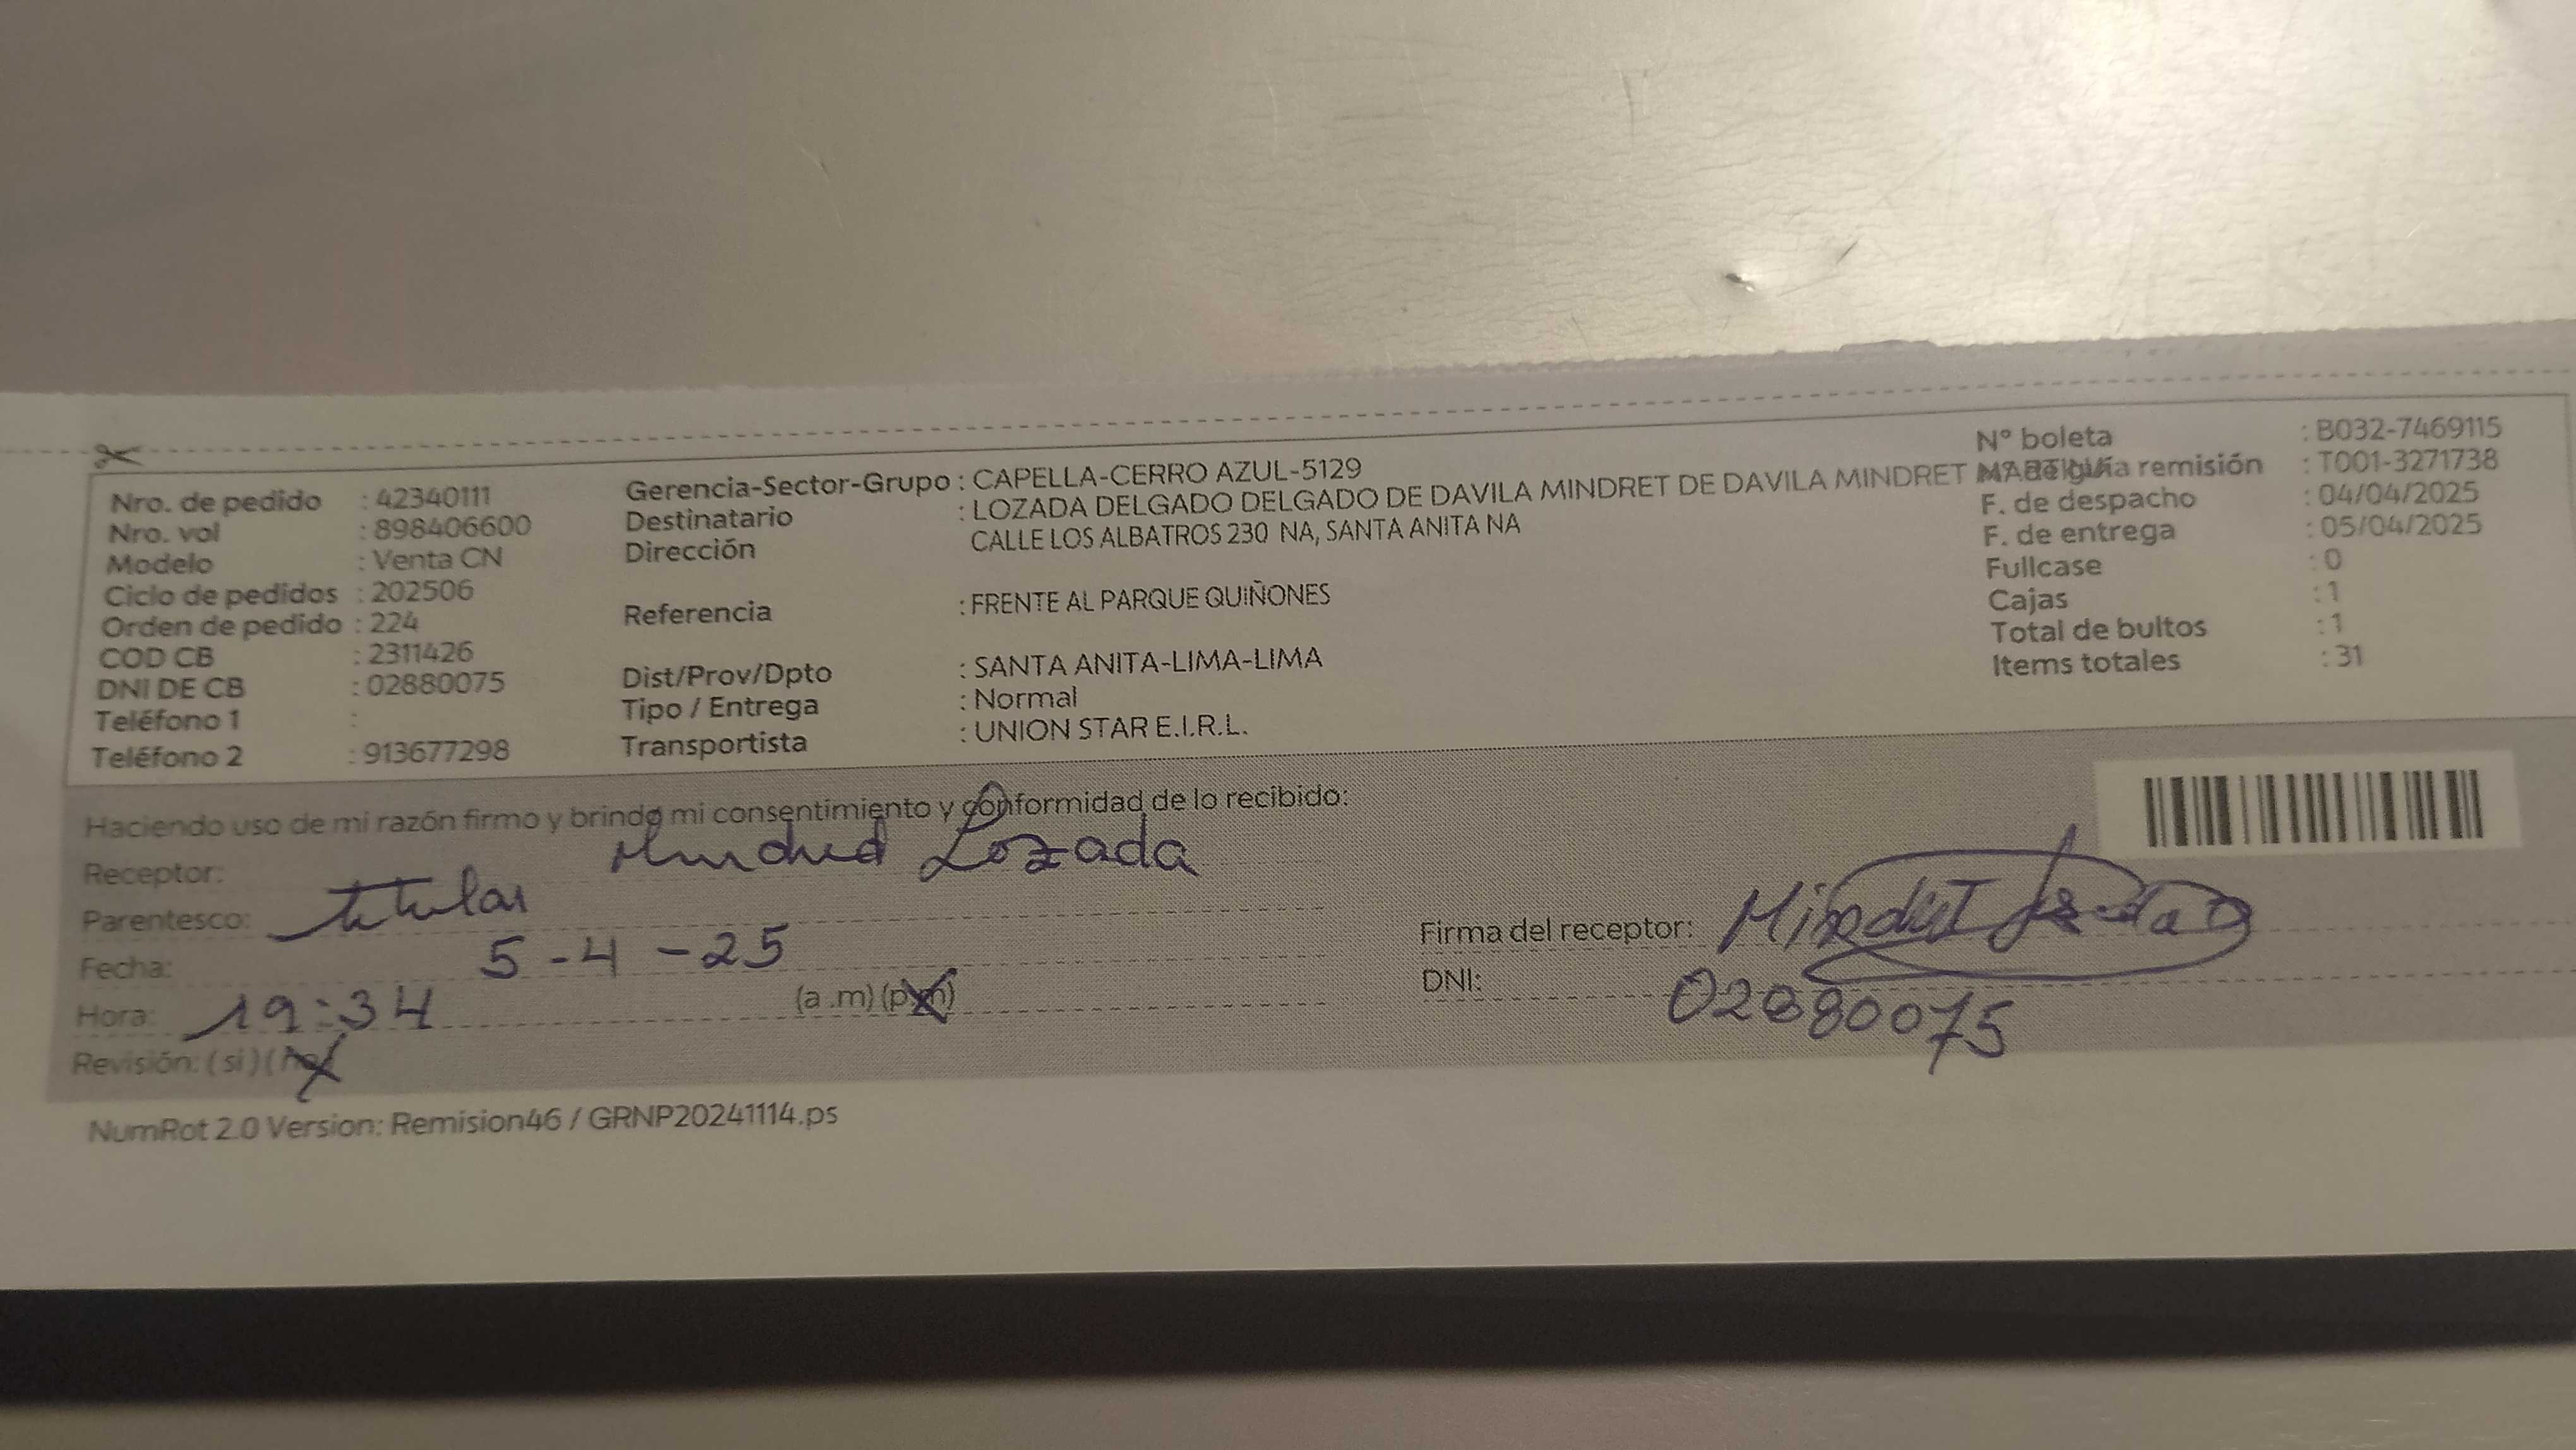 Nro. de pedido : 42340111
Nro. vol : 898406600
Modelo : Venta CN
Ciclo de pedidos : 202506
Orden de pedido : 224
COD CB : 2311426
DNI DE CB : 02880075
Teléfono 1 :
Teléfono 2 : 913677298
Gerencia-Sector-Grupo : CAPELLA-CERRO AZUL-5129
Destinatario : LOZADA DELGADO DELGADO DE DAVILA MINDRET DE DAVILA MINDRET MARTINA
Dirección CALLE LOS ALBATROS 230 NA, SANTA ANITA NA
Referencia : FRENTE AL PARQUE QUIÑONES
Dist/Prov/Dpto : SANTA ANITA-LIMA-LIMA
Tipo / Entrega : Normal
Transportista : UNION STAR E.I.R.L.
N° boleta : B032-7469115
N° de guía remisión : T001-3271738
F. de despacho : 04/04/2025
F. de entrega : 05/04/2025
Fullcase : 0
Cajas : 1
Total de bultos : 1
Items totales : 31
Haciendo uso de mi razón firmo y brindo mi consentimiento y conformidad de lo recibido:
Receptor: Lozada
Parentesco: titular
Fecha: 5-4-25
Hora: 19:34 (a .m) (p.m)
Revisión: (si) (no)
Firma del receptor: Mindret Lozada
DNI: 02880075
NumRot 2.0 Version: Remision46 / GRNP20241114.ps